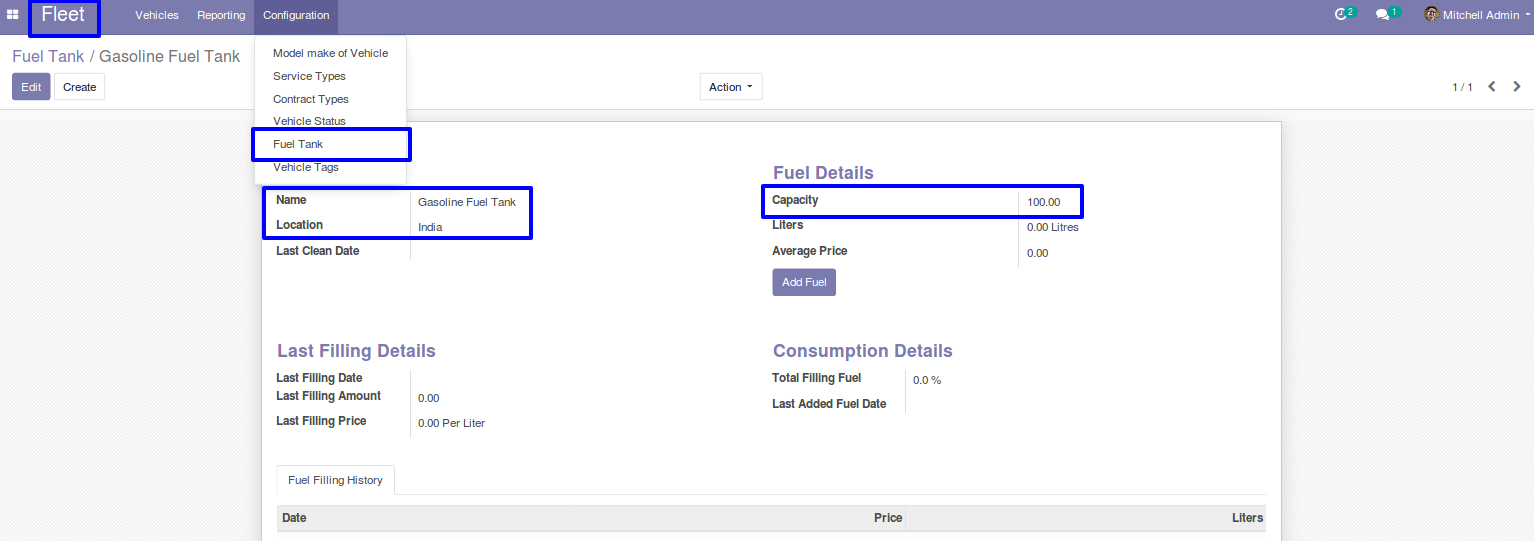 Fleet Vehicles Reporting Configuration 2 1 Mitchell Admin
Fuel Tank / Gasoline Fuel Tank
Edit Create Action 1 / 1
Model make of Vehicle
Service Types
Contract Types
Vehicle Status
Fuel Tank
Vehicle Tags
Name Gasoline Fuel Tank
Location India
Last Clean Date
Fuel Details
Capacity 100.00
Liters 0.00 Litres
Average Price 0.00
Add Fuel
Last Filling Details
Last Filling Date
Last Filling Amount 0.00
Last Filling Price 0.00 Per Liter
Consumption Details
Total Filling Fuel 0.0 %
Last Added Fuel Date
Fuel Filling History
Date Price Liters